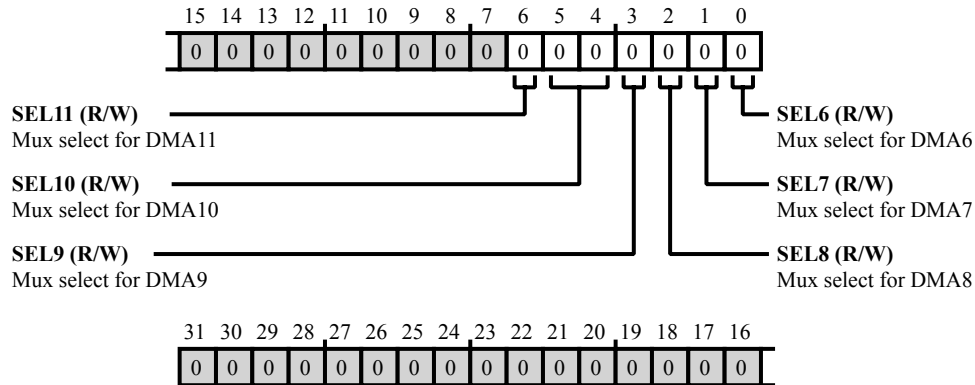 15 14 13 12 11 10 9 8 7 6 5 4 3 2 1 0
0 0 0 0 0 0 0 0 0 0 0 0 0 0 0 0
SEL11 (R/W)
Mux select for DMA11
SEL6 (R/W)
Mux select for DMA6
SEL10 (R/W)
Mux select for DMA10
SEL7 (R/W)
Mux select for DMA7
SEL9 (R/W)
Mux select for DMA9
SEL8 (R/W)
Mux select for DMA8
31 30 29 28 27 26 25 24 23 22 21 20 19 18 17 16
0 0 0 0 0 0 0 0 0 0 0 0 0 0 0 0